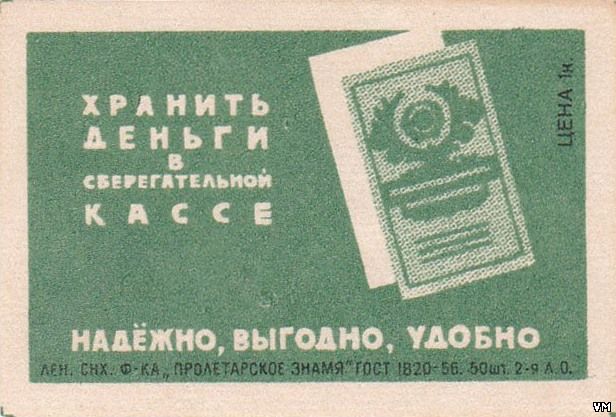 ХРАНИТЬ
ДЕНЬГИ
В
СБЕРЕГАТЕЛЬНОЙ
КАССЕ
ЦЕНА 1к
НАДЁЖНО, ВЫГОДНО, УДОБНО
ЛЕН. СНХ. Ф-КА „ПРОЛЕТАРСКОЕ ЗНАМЯ" ГОСТ 1820-56. 50шт. 2-я Л.О.
VM